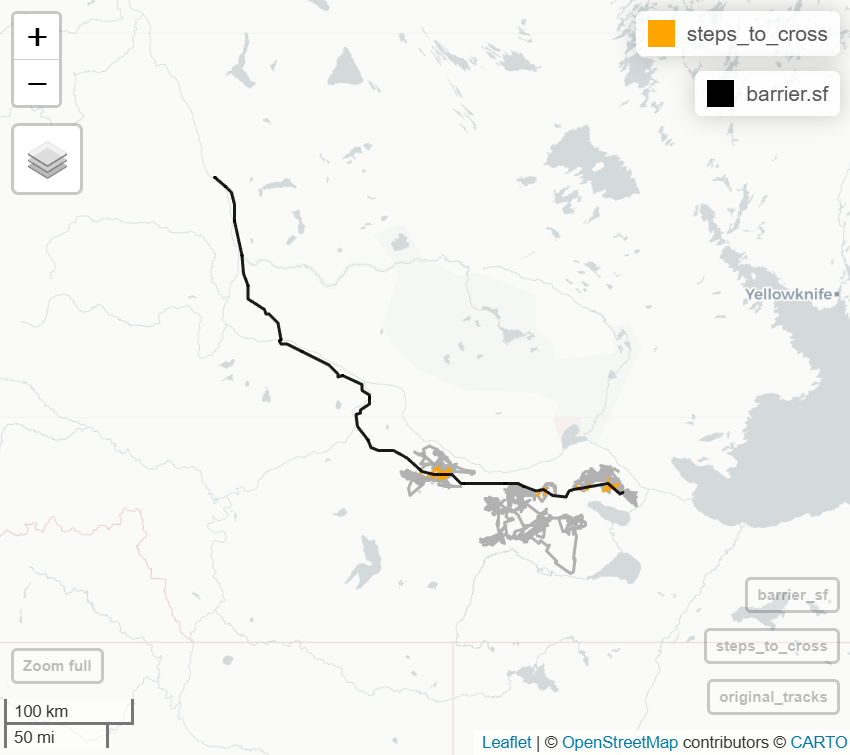 +
steps_to_cross
−
barrier.sf
Yellowknife
barrier_sf
steps_to_cross
Zoom full
original_tracks
100 km
50 mi
Leaflet | © OpenStreetMap contributors © CARTO